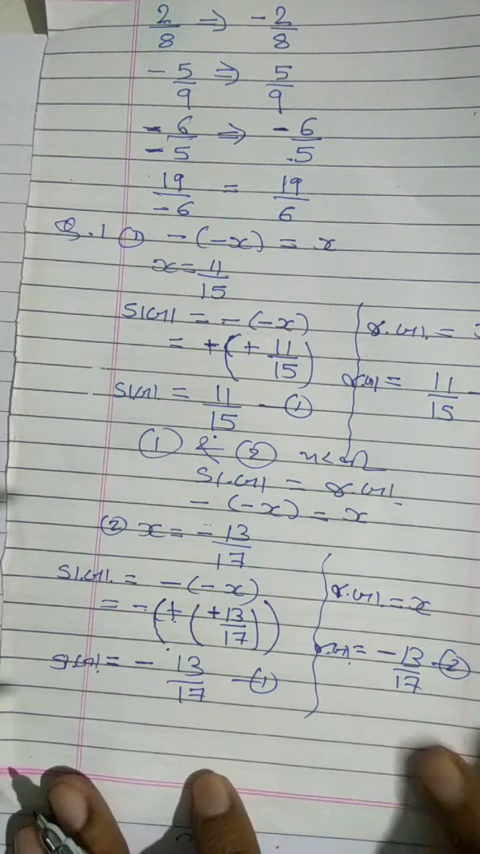 2/8 ⇒ -2/8
-5/9 ⇒ 5/9
-6/-5 ⇒ -6/5
19/-6 = 19/6
Q.1 ① -(-x) = x
x = 11/15
ડા.બા = -(-x)
= +(+11/15)
ડા.બા = 11/15 -①
જ.બા. =
જ.બા = 11/15 -
① & ②
ડા.બા = જ.બા.
-(-x) = x
② x = -13/17
ડા.બા. = -(-x)
= -(+(+13/17))
ડા.બા = -13/17 -①
જ.બા. = x
જ.બા = -13/17 -②